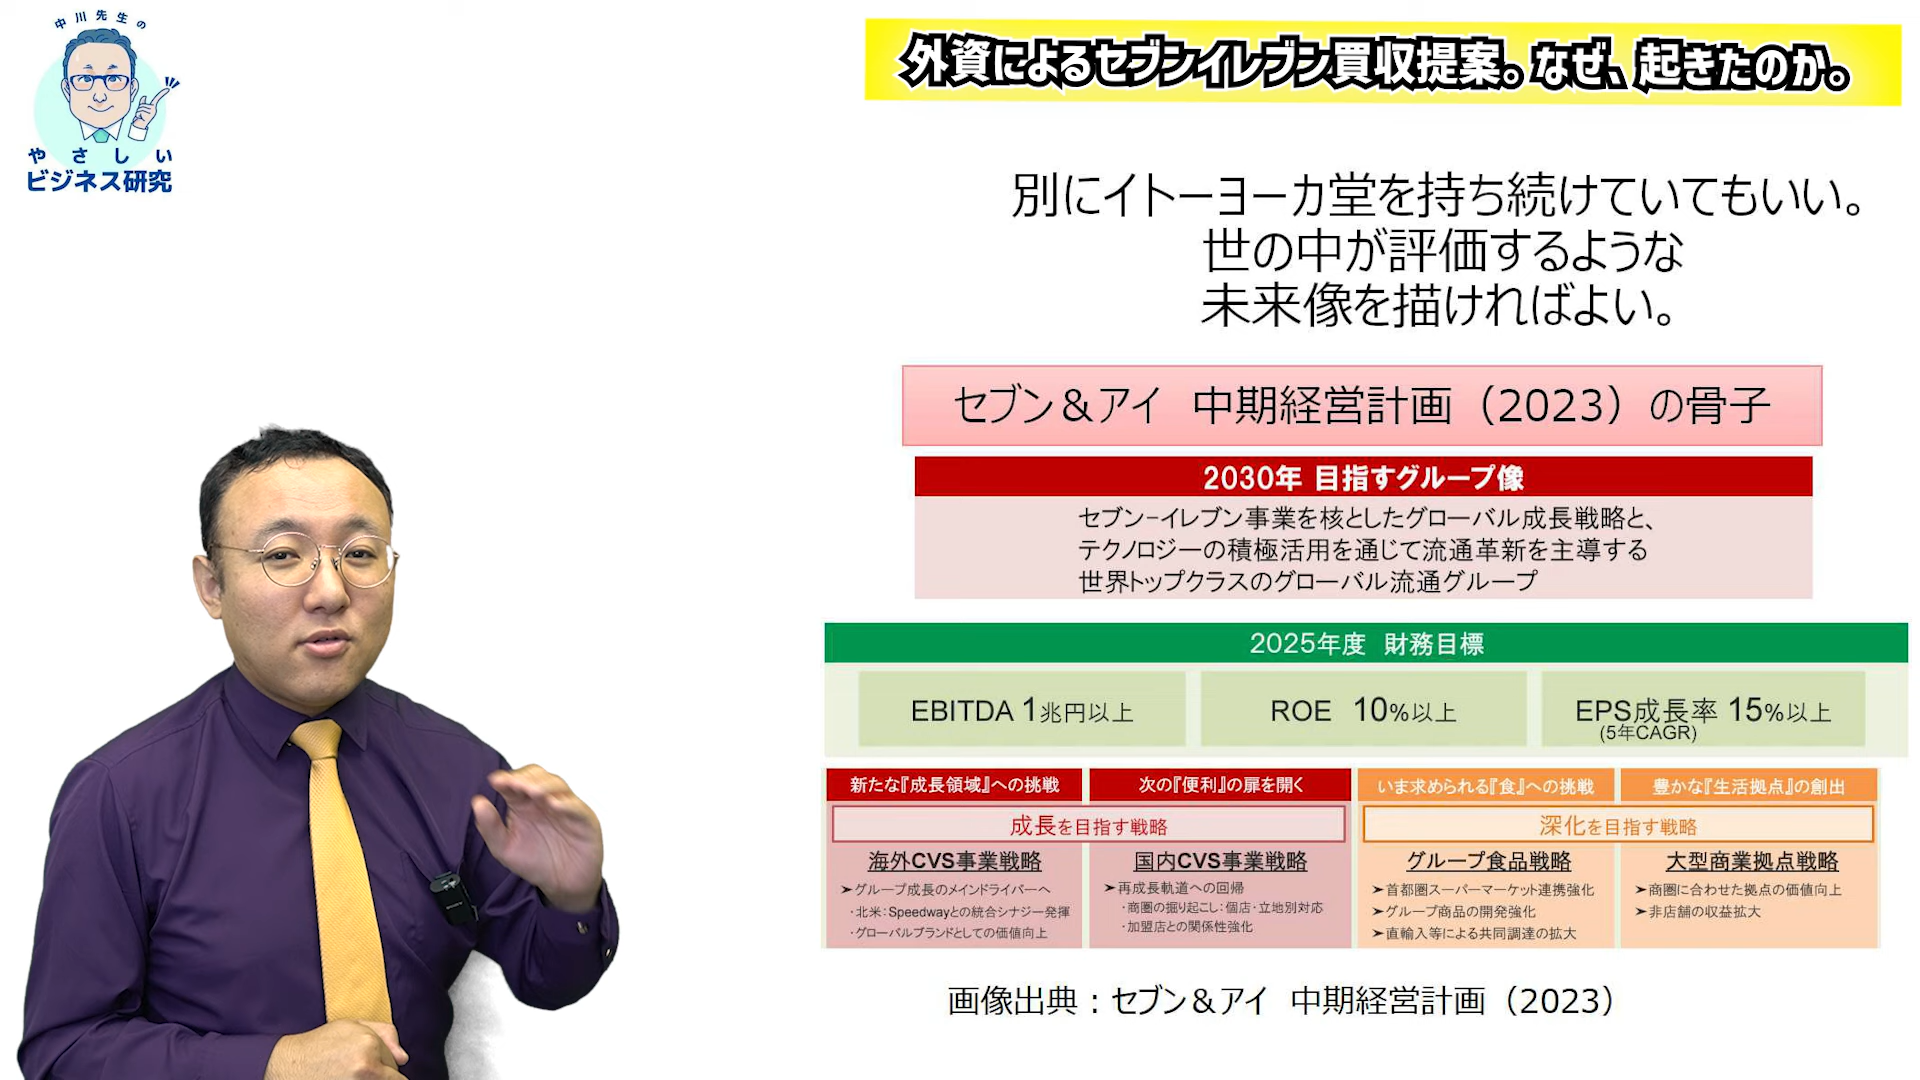 中川先生の
やさしい
ビジネス研究
外資によるセブンイレブン買収提案。なぜ、起きたのか。
別にイトーヨーカ堂を持ち続けていてもいい。
世の中が評価するような
未来像を描ければよい。
セブン＆アイ 中期経営計画（2023）の骨子
2030年 目指すグループ像
セブン-イレブン事業を核としたグローバル成長戦略と、
テクノロジーの積極活用を通じて流通革新を主導する
世界トップクラスのグローバル流通グループ
2025年度 財務目標
EBITDA 1兆円以上
ROE 10%以上
EPS成長率 15%以上
(5年CAGR)
新たな『成長領域』への挑戦
次の『便利』の扉を開く
いま求められる『食』への挑戦
豊かな『生活拠点』の創出
成長を目指す戦略
深化を目指す戦略
海外CVS事業戦略
➤グループ成長のメインドライバーへ
・北米：Speedwayとの統合シナジー発揮
・グローバルブランドとしての価値向上
国内CVS事業戦略
➤再成長軌道への回帰
・商圏の掘り起こし：個店・立地別対応
・加盟店との関係性強化
グループ食品戦略
➤首都圏スーパーマーケット連携強化
➤グループ商品の開発強化
➤直輸入等による共同調達の拡大
大型商業拠点戦略
➤商圏に合わせた拠点の価値向上
➤非店舗の収益拡大
画像出典：セブン＆アイ 中期経営計画（2023）